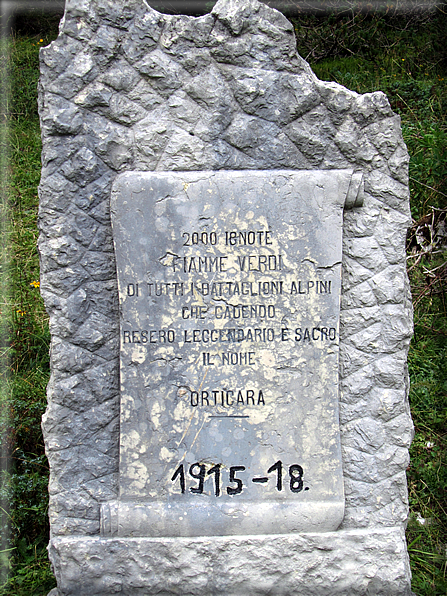 2000 IGNOTE
FIAMME VERDI
DI TUTTI I BATTAGLIONI ALPINI
CHE CADENDO
RESERO LEGGENDARIO E SACRO
IL NOME
ORTIGARA
1915-18.